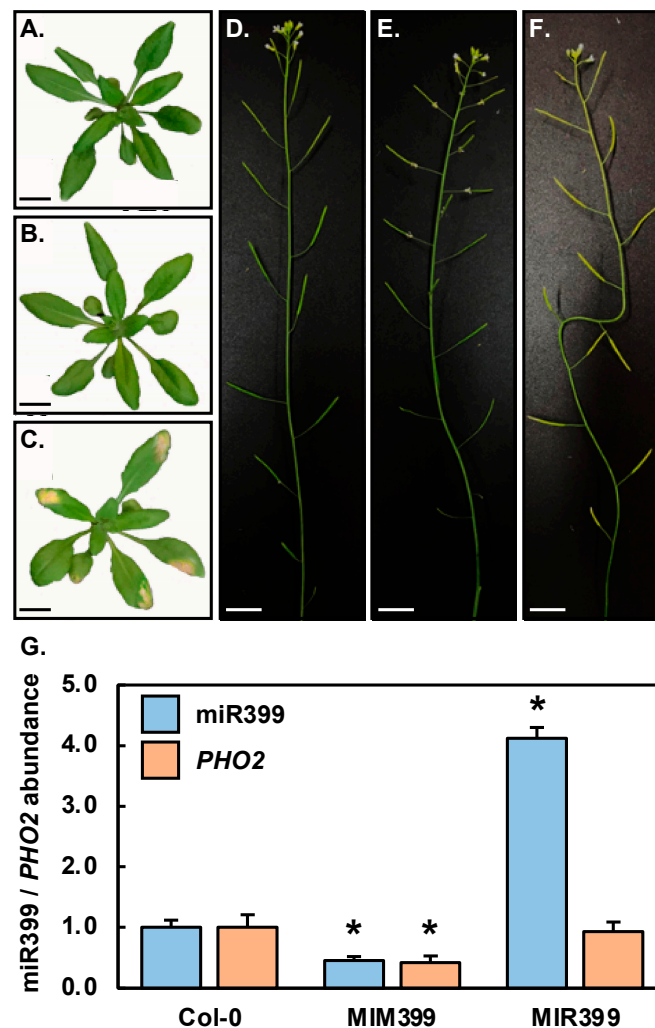 A.
D.
E.
F.
B.
C.
G.
miR399 / PHO2 abundance
5.0
4.0
3.0
2.0
1.0
0.0
miR399
PHO2
*
* *
Col-0 MIM399 MIR399